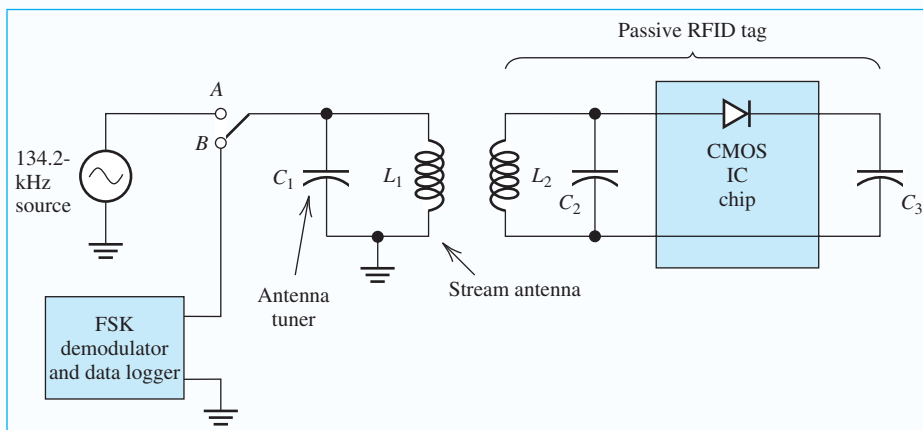 Passive RFID tag
A
B
134.2-
kHz
source
C1
L1
L2
C2
CMOS
IC
chip
C3
Antenna
tuner
Stream antenna
FSK
demodulator
and data logger